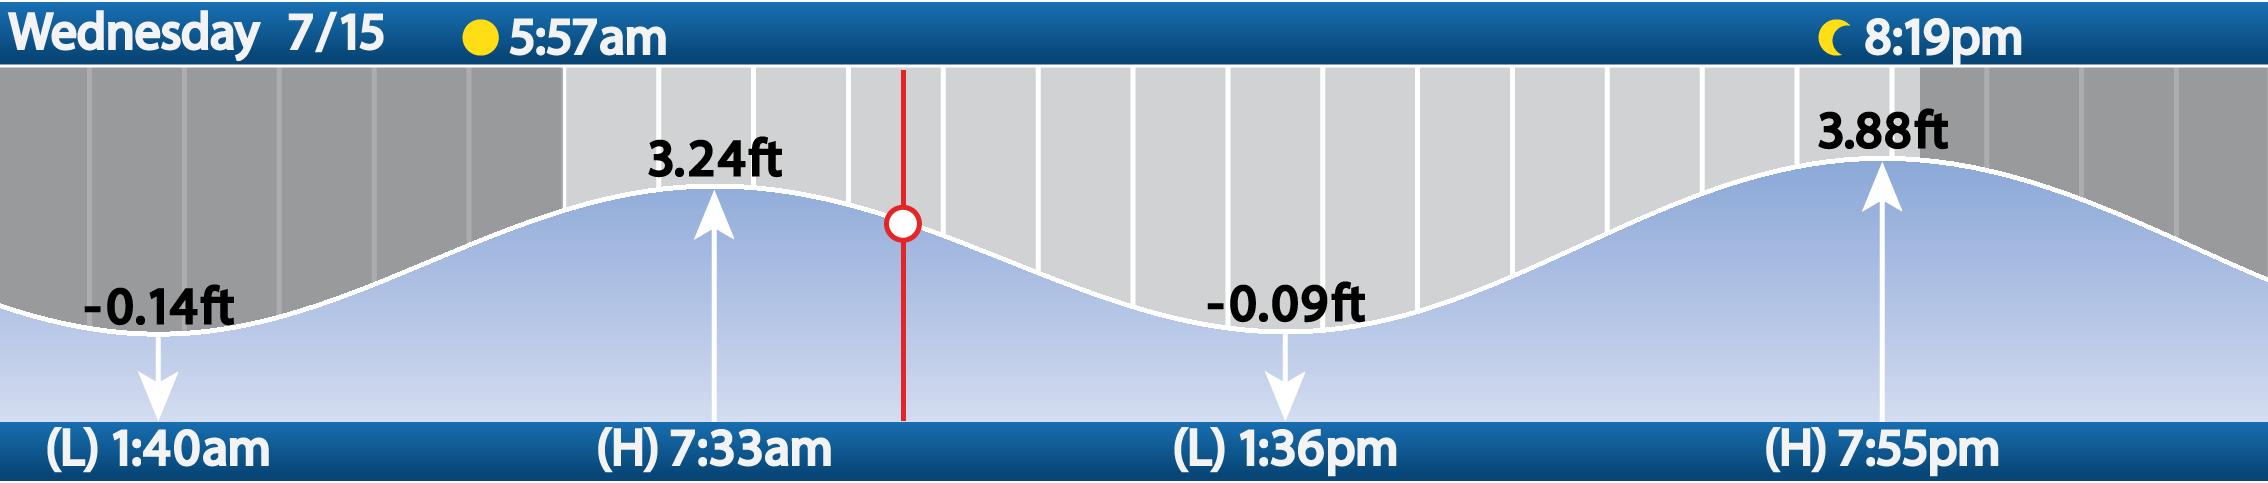 Wednesday 7/15 5:57am 8:19pm
3.24ft 3.88ft
-0.14ft -0.09ft
(L) 1:40am (H) 7:33am (L) 1:36pm (H) 7:55pm